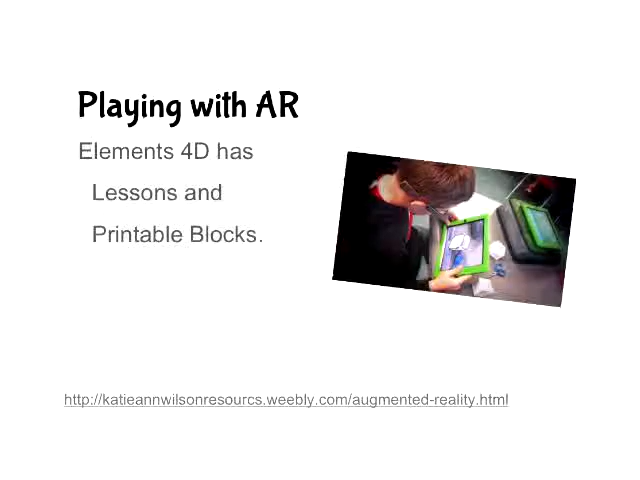 Playing with AR
Elements 4D has
Lessons and
Printable Blocks.
http://katieannwilsonresourcs.weebly.com/augmented-reality.html